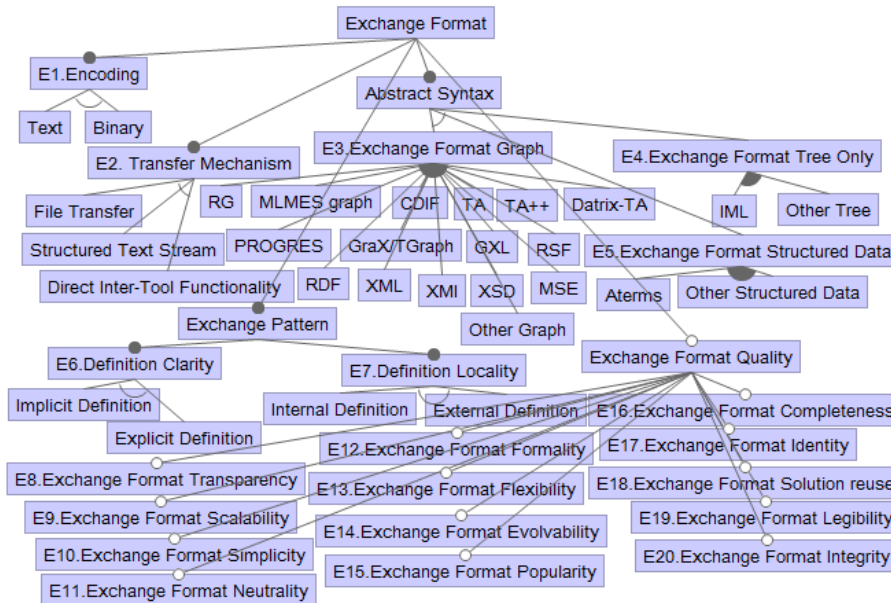 Exchange Format
E1.Encoding
Abstract Syntax
Text
Binary
E2. Transfer Mechanism
E3.Exchange Format Graph
E4.Exchange Format Tree Only
File Transfer
RG
MLMES graph
CDIF
TA
TA++
Datrix-TA
IML
Other Tree
Structured Text Stream
PROGRES
GraX/TGraph
GXL
RSF
E5.Exchange Format Structured Data
Direct Inter-Tool Functionality
RDF
XML
XMI
XSD
MSE
Aterms
Other Structured Data
Exchange Pattern
Other Graph
E6.Definition Clarity
E7.Definition Locality
Exchange Format Quality
Implicit Definition
Explicit Definition
Internal Definition
External Definition
E16.Exchange Format Completeness
E12.Exchange Format Formality
E17.Exchange Format Identity
E8.Exchange Format Transparency
E13.Exchange Format Flexibility
E18.Exchange Format Solution reuse
E9.Exchange Format Scalability
E14.Exchange Format Evolvability
E19.Exchange Format Legibility
E10.Exchange Format Simplicity
E15.Exchange Format Popularity
E20.Exchange Format Integrity
E11.Exchange Format Neutrality